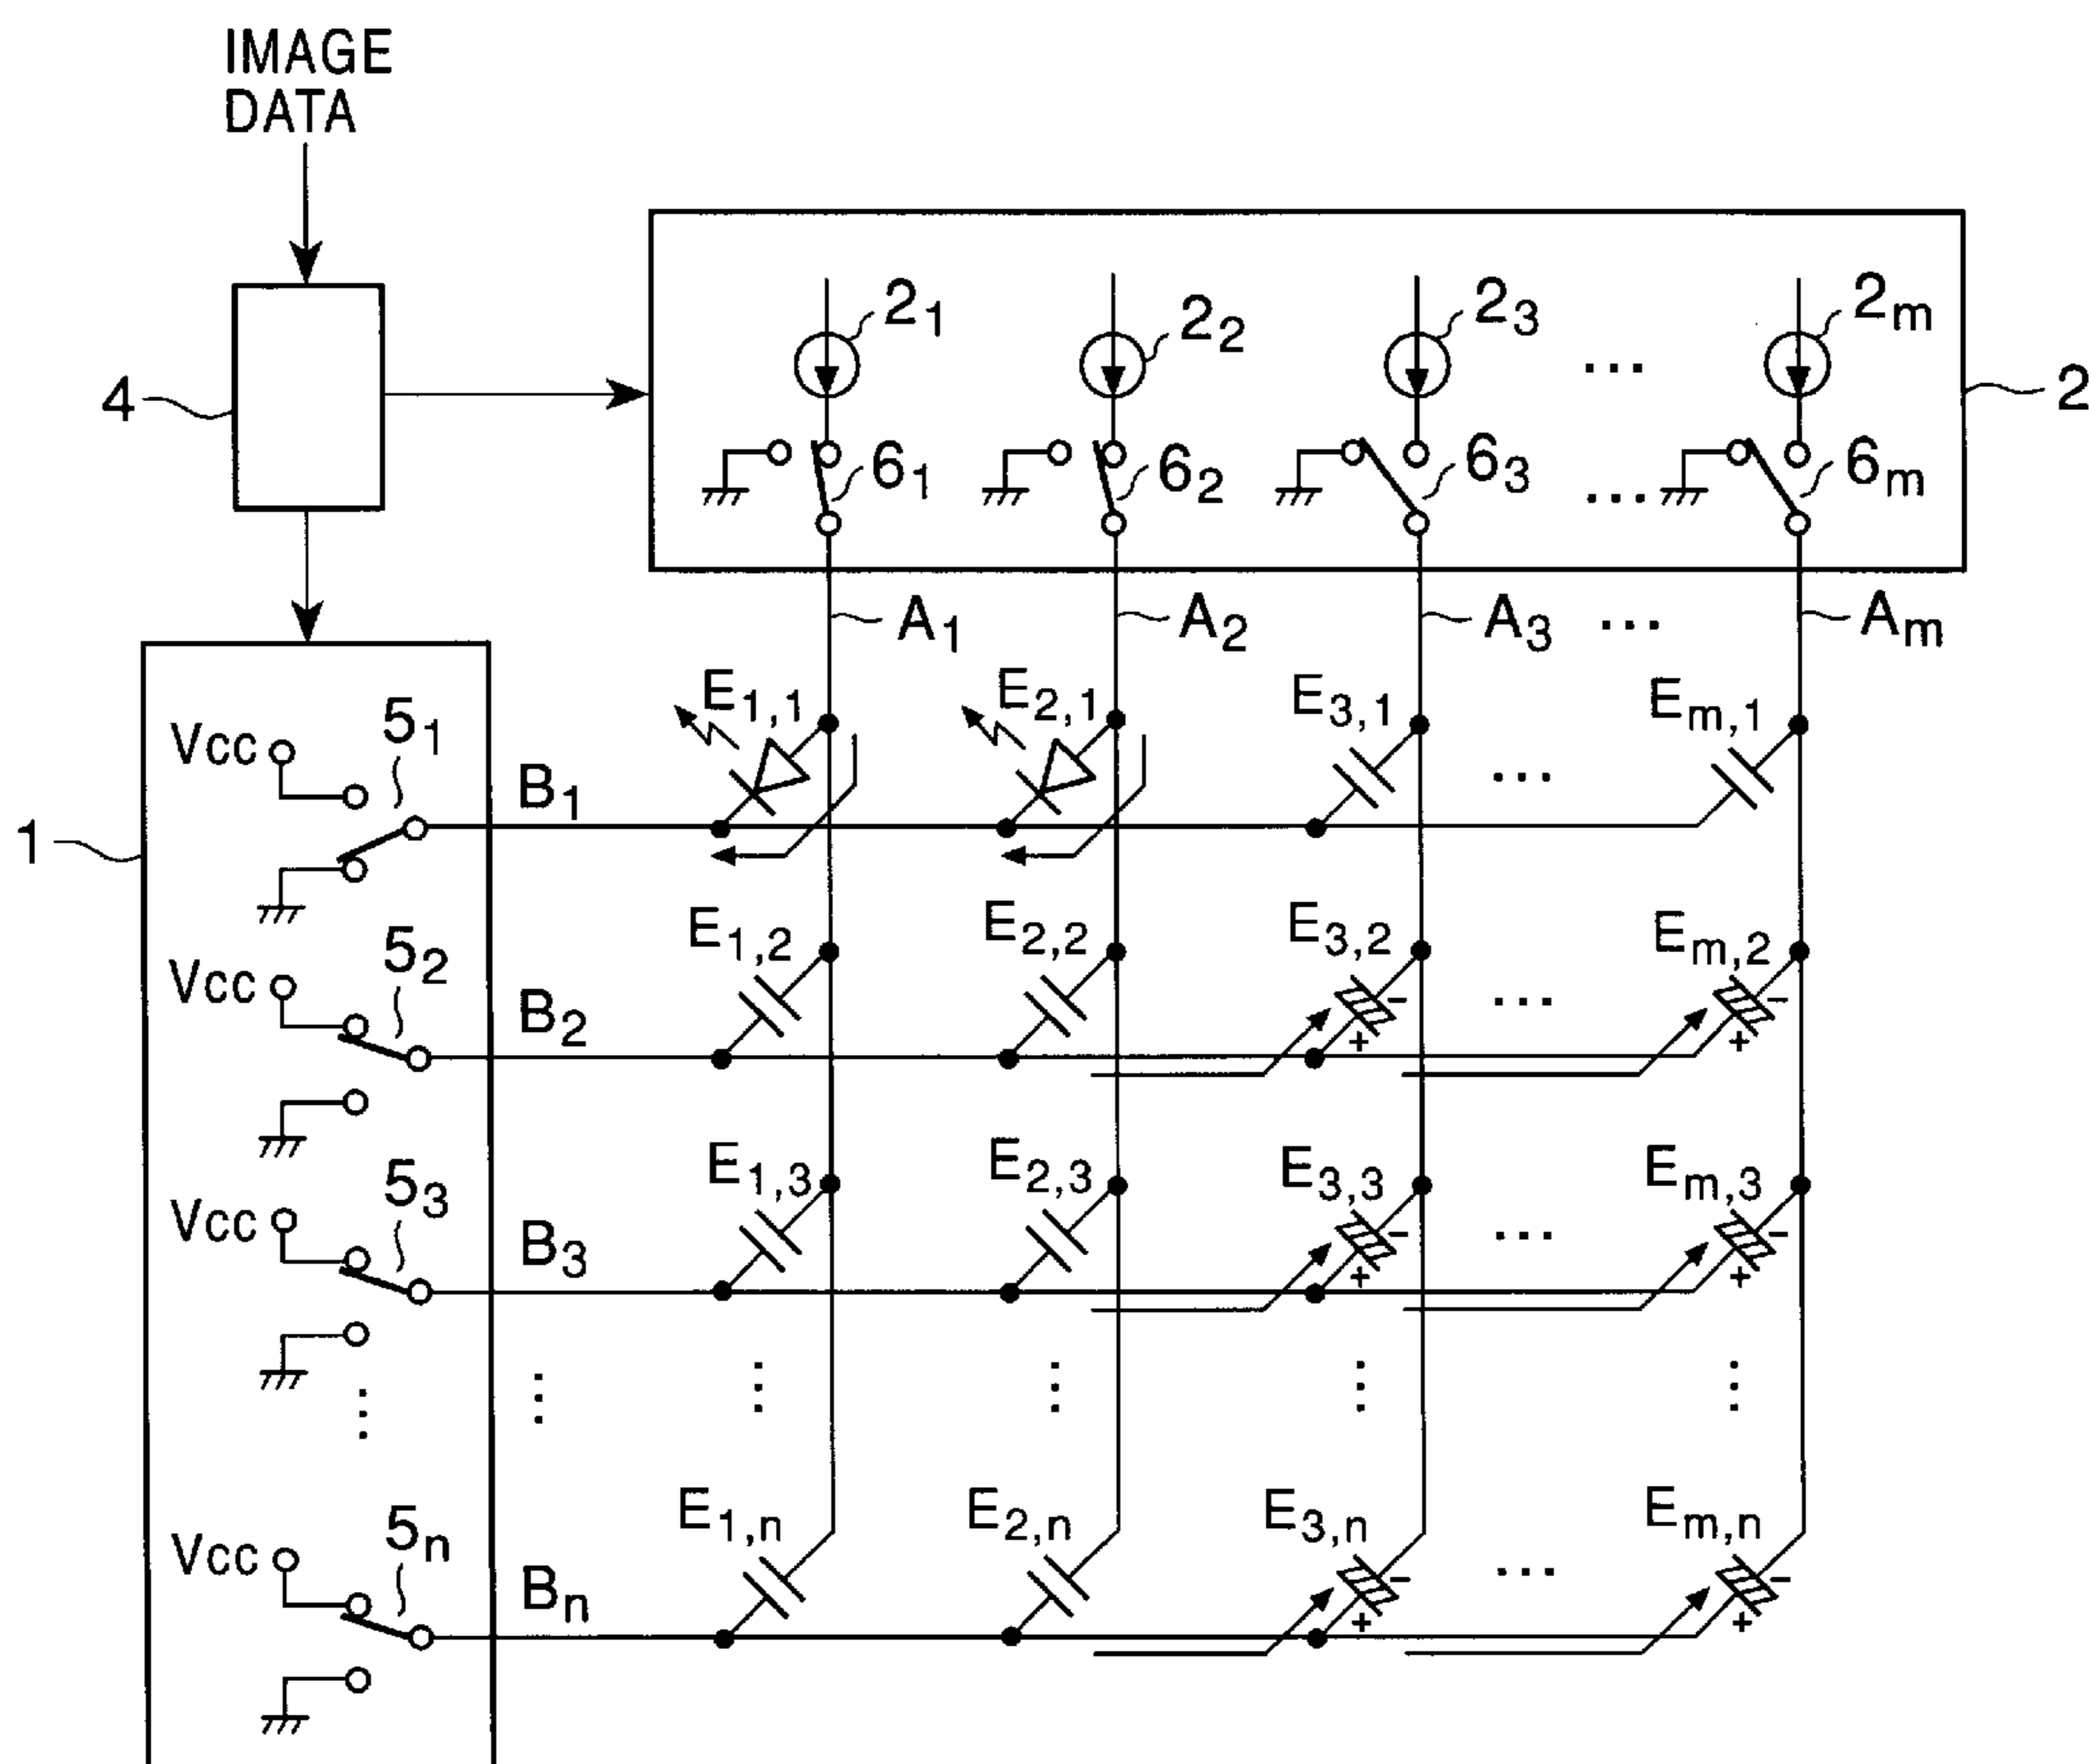 IMAGE
DATA
4
2₁
2₂
2₃
...
2m
2
6₁
6₂
6₃
...
6m
A₁
A₂
A₃
...
Am
1
Vcc
5₁
B₁
E₁,₁
E₂,₁
E₃,₁
...
Em,₁
Vcc
5₂
B₂
E₁,₂
E₂,₂
E₃,₂
- +
...
Em,₂
- +
Vcc
5₃
B₃
E₁,₃
E₂,₃
E₃,₃
- +
...
Em,₃
- +
Vcc
5n
Bn
E₁,n
E₂,n
E₃,n
- +
...
Em,n
- +